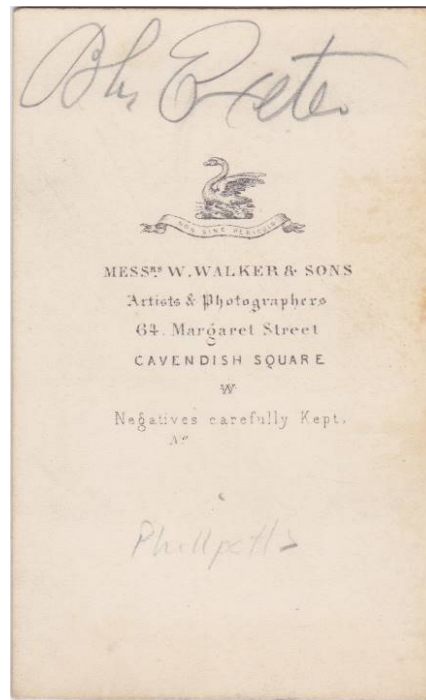 Bhp Exeter
NON SINE PERICULO
MESSRS W. WALKER & SONS
Artists & Photographers
64. Margaret Street
CAVENDISH SQUARE
W
Negatives carefully Kept.
No
Phillpotts